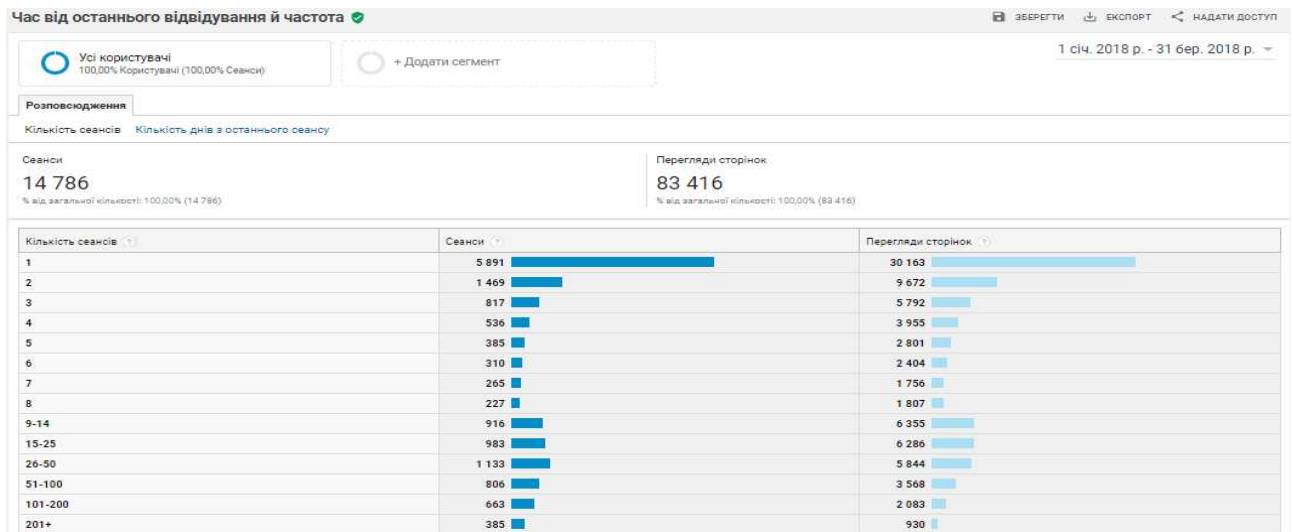 Час від останнього відвідування й частота
ЗБЕРЕГТИ ЕКСПОРТ НАДАТИ ДОСТУП
Усі користувачі
100,00% Користувачі (100,00% Сеанси)
+ Додати сегмент
1 січ. 2018 р. - 31 бер. 2018 р.
Розповсюдження
Кількість сеансів Кількість днів з останнього сеансу
Сеанси Перегляди сторінок
14 786 83 416
% від загальної кількості: 100,00% (14 786) % від загальної кількості: 100,00% (83 416)
Кількість сеансів ? Сеанси ? Перегляди сторінок ?
1 5 891 30 163
2 1 469 9 672
3 817 5 792
4 536 3 955
5 385 2 801
6 310 2 404
7 265 1 756
8 227 1 807
9-14 916 6 355
15-25 983 6 286
26-50 1 133 5 844
51-100 806 3 568
101-200 663 2 083
201+ 385 930